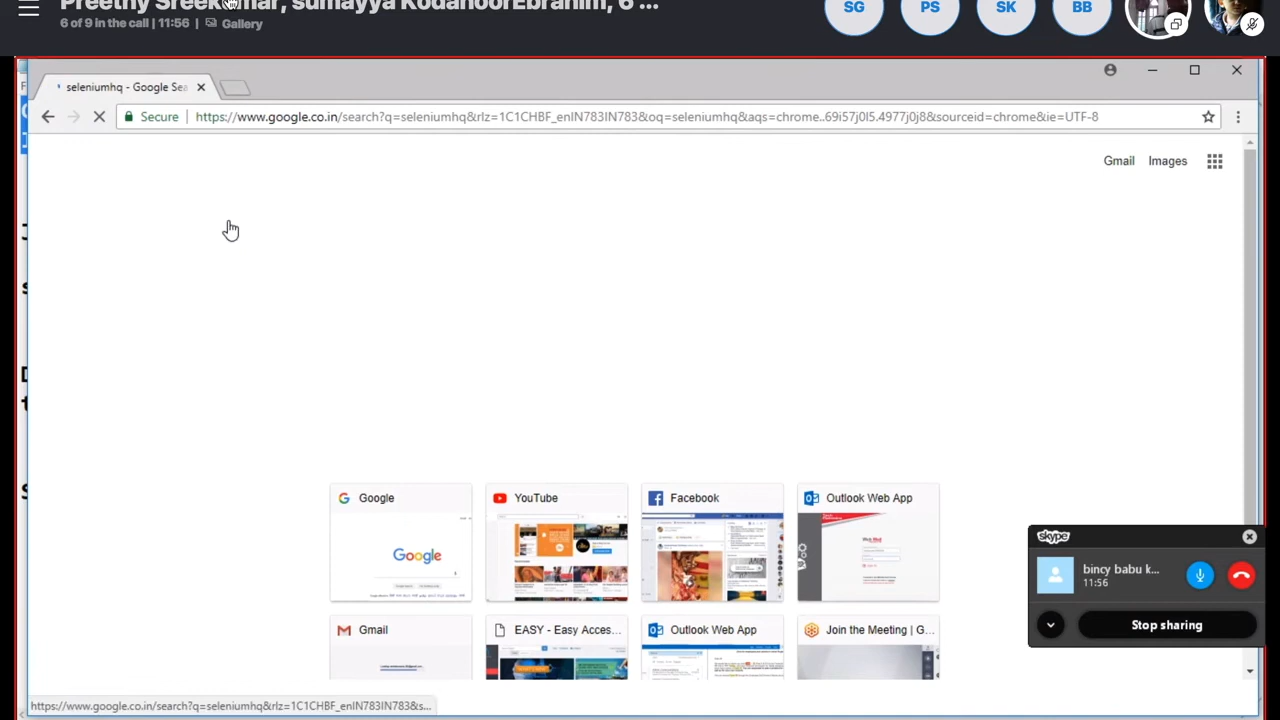 Preethy Sreekumar, sumayya KodanoorEbrahim, 6 ...
6 of 9 in the call | 11:56 | Gallery
SG PS SK BB
seleniumhq - Google Sea
Secure https://www.google.co.in/search?q=seleniumhq&rlz=1C1CHBF_enIN783IN783&oq=seleniumhq&aqs=chrome..69i57j0l5.4977j0j8&sourceid=chrome&ie=UTF-8
Gmail Images
Google YouTube Facebook Outlook Web App
Google
Gmail EASY - Easy Acces... Outlook Web App Join the Meeting | G...
skype
bincy babu k...
11:56
Stop sharing
https://www.google.co.in/search?q=seleniumhq&rlz=1C1CHBF_enIN783IN783&s...